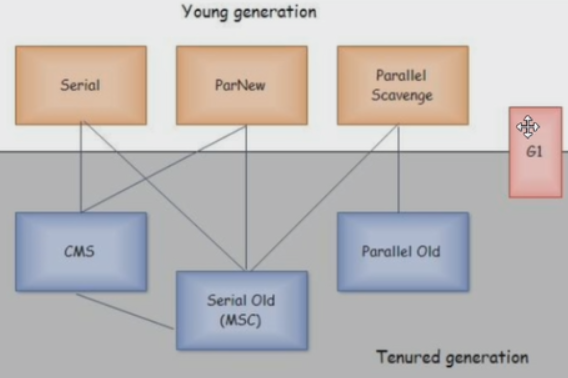 Young generation
Serial
ParNew
Parallel
Scavenge
G1
CMS
Serial Old
(MSC)
Parallel Old
Tenured generation